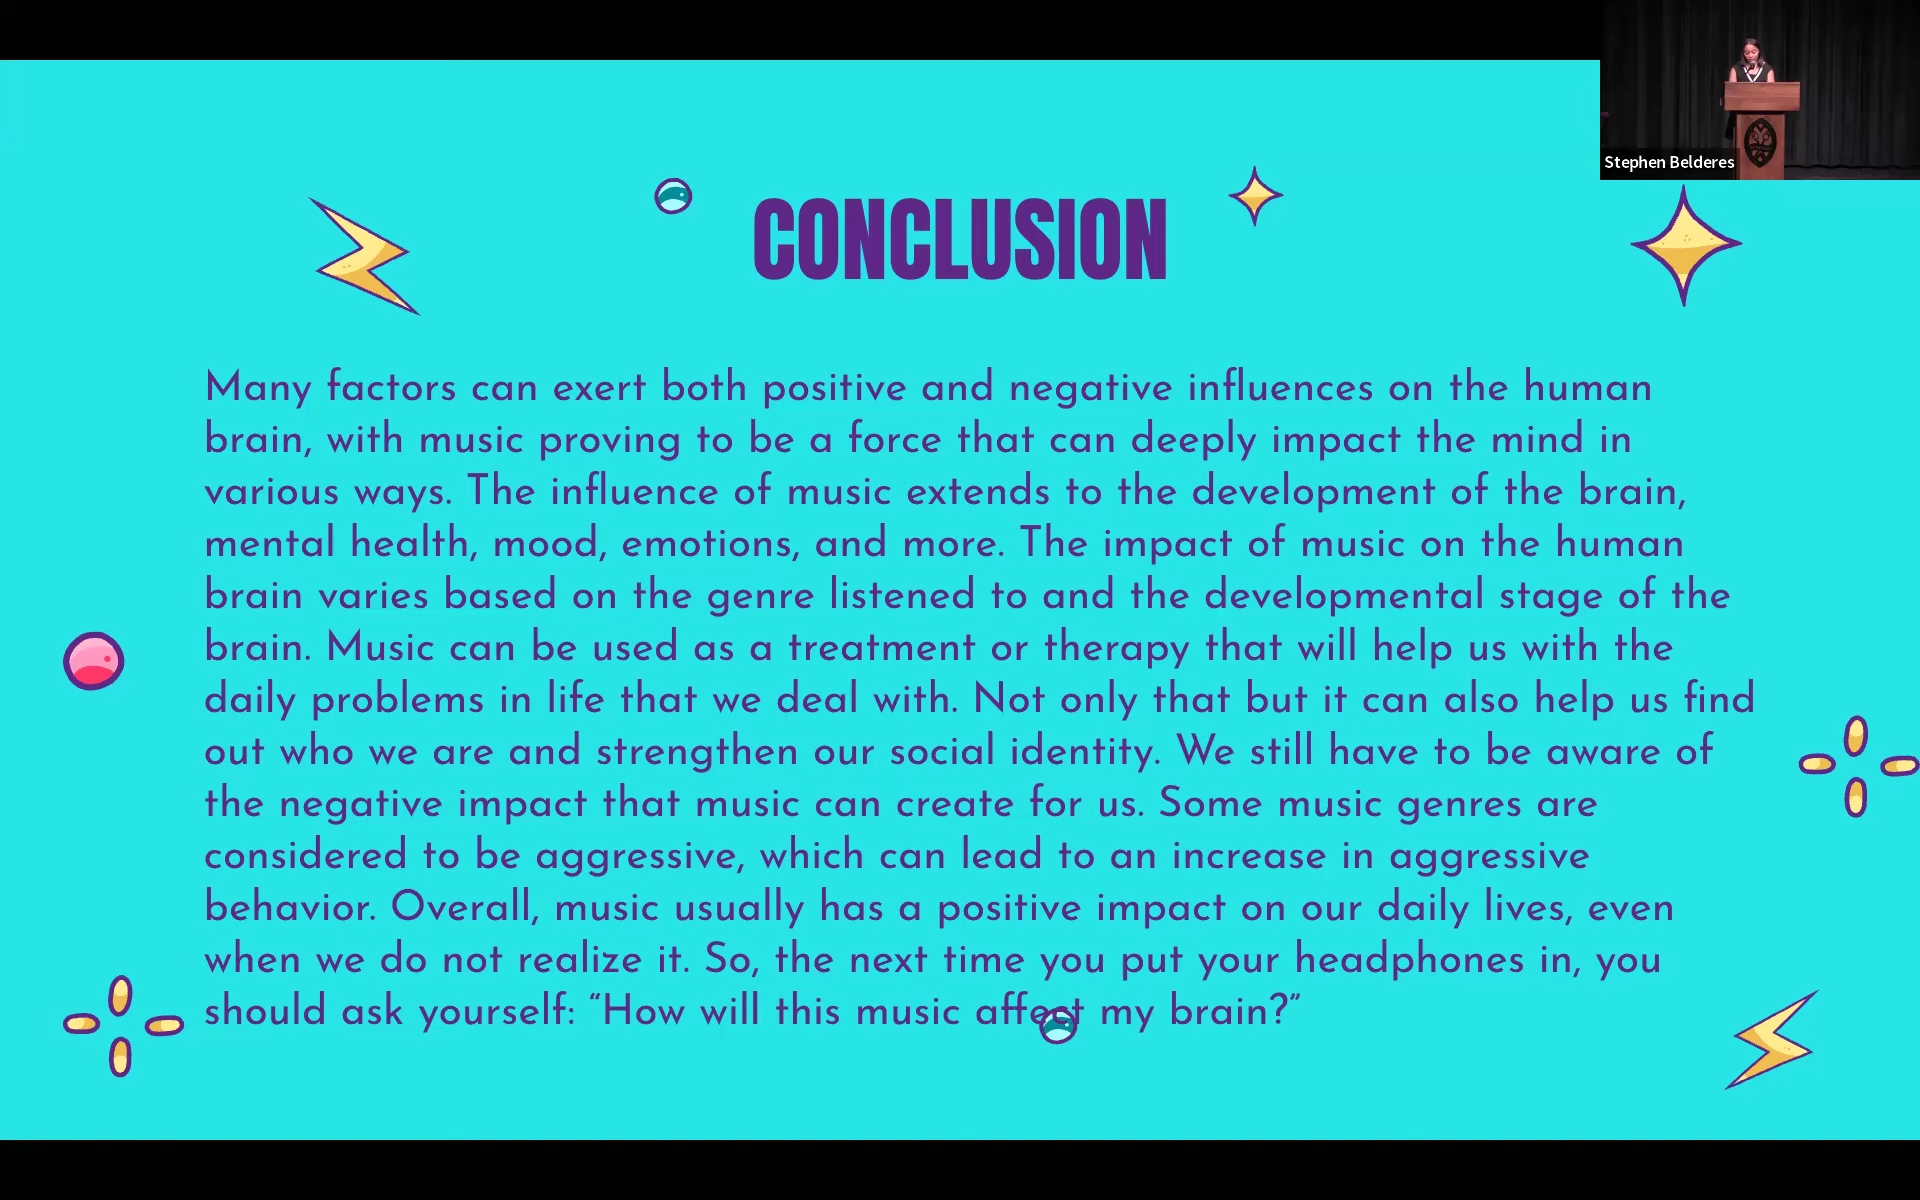 Stephen Belderes
CONCLUSION
Many factors can exert both positive and negative influences on the human
brain, with music proving to be a force that can deeply impact the mind in
various ways. The influence of music extends to the development of the brain,
mental health, mood, emotions, and more. The impact of music on the human
brain varies based on the genre listened to and the developmental stage of the
brain. Music can be used as a treatment or therapy that will help us with the
daily problems in life that we deal with. Not only that but it can also help us find
out who we are and strengthen our social identity. We still have to be aware of
the negative impact that music can create for us. Some music genres are
considered to be aggressive, which can lead to an increase in aggressive
behavior. Overall, music usually has a positive impact on our daily lives, even
when we do not realize it. So, the next time you put your headphones in, you
should ask yourself: “How will this music affect my brain?”